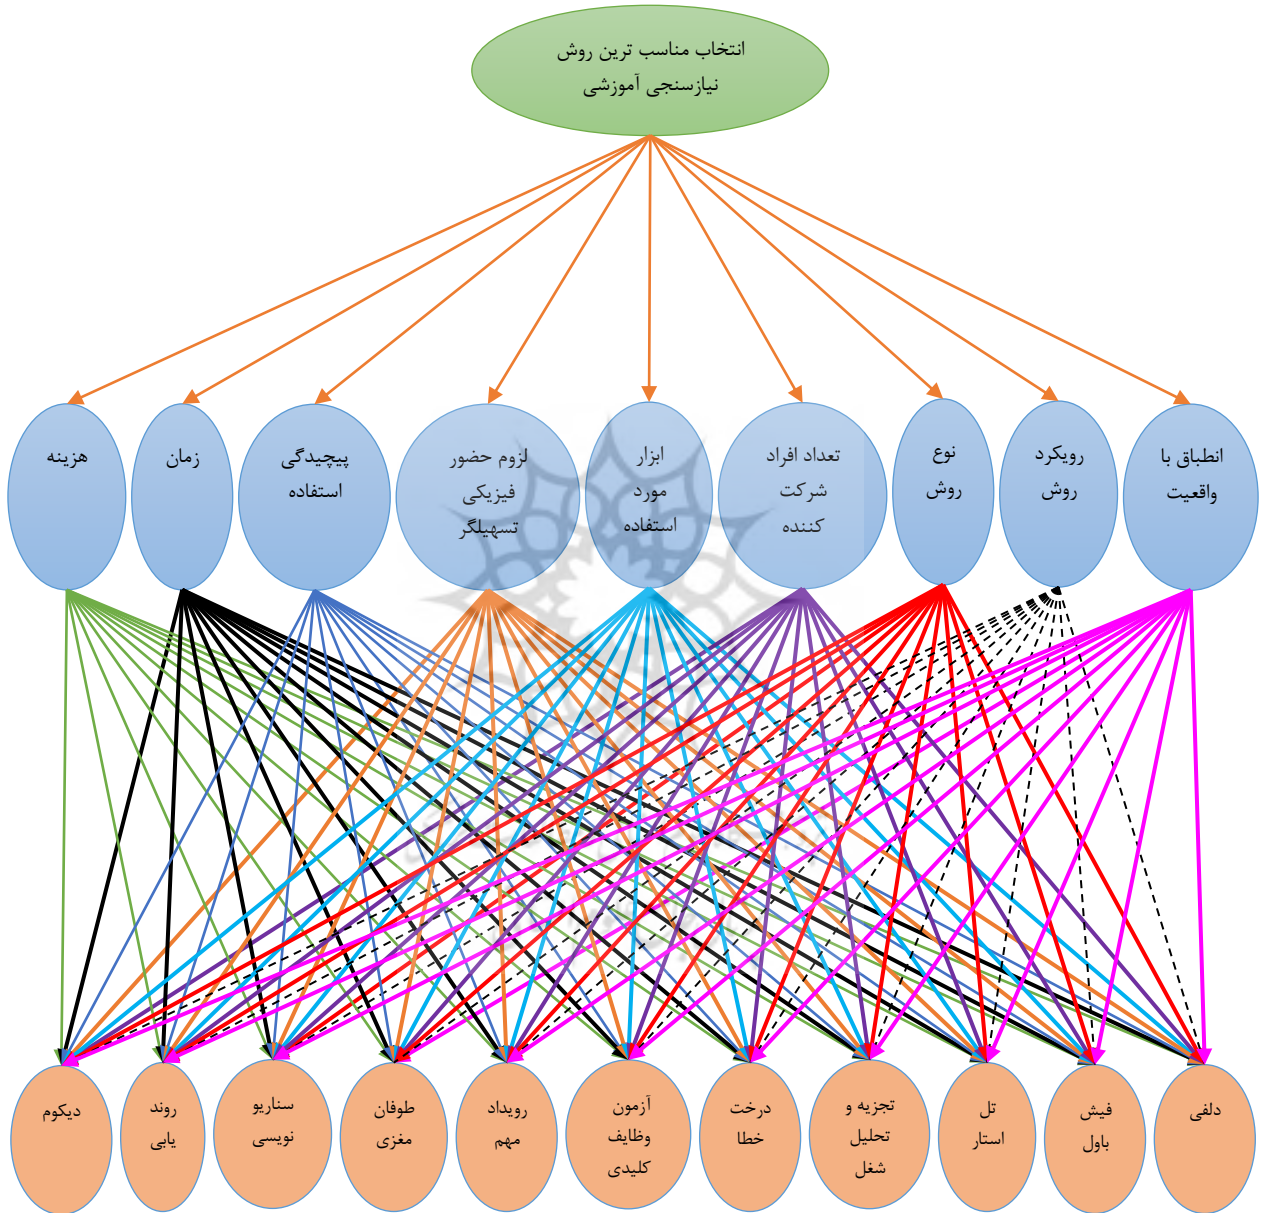 انتخاب مناسب ترین روش
نیازسنجی آموزشی
انطباق با
واقعیت
رویکرد
روش
نوع
روش
تعداد افراد
شرکت
کننده
ابزار
مورد
استفاده
لزوم حضور
فیزیکی
تسهیلگر
پیچیدگی
استفاده
زمان
هزینه
دلفی
فیش
باول
تل
استار
تجزیه و
تحلیل
شغل
درخت
خطا
آزمون
وظایف
کلیدی
رویداد
مهم
طوفان
مغزی
سناریو
نویسی
روند
یابی
دیکوم